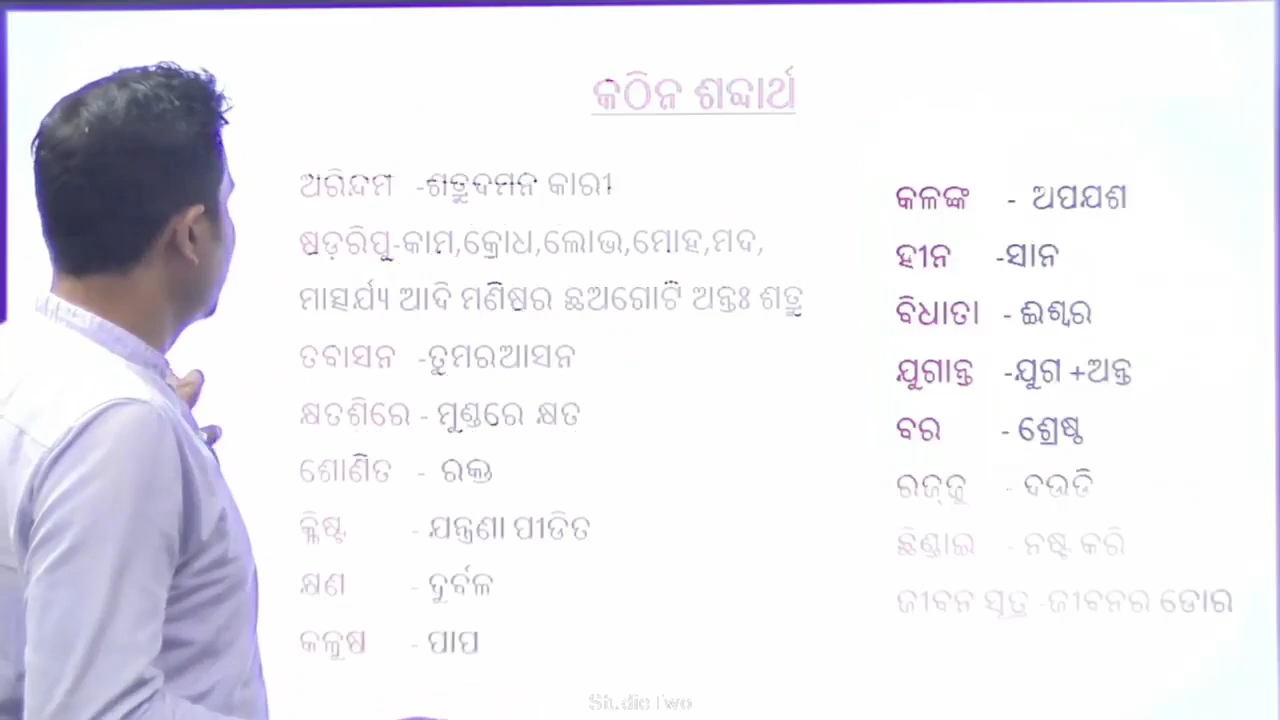 କଠିନ ଶବ୍ଦାର୍ଥ
ଅରିନ୍ଦମ -ଶତ୍ରୁଦମନ କାରୀ
ଷଡ଼ରିପୁ-କାମ,କ୍ରୋଧ,ଲୋଭ,ମୋହ,ମଦ,
ମାତ୍ସର୍ଯ୍ୟ ଆଦି ମଣିଷର ଛଅଗୋଟି ଅନ୍ତଃ ଶତ୍ରୁ
ତବାସନ -ତୁମରଆସନ
କ୍ଷତଶିରେ - ମୁଣ୍ଡରେ କ୍ଷତ
ଶୋଣିତ - ରକ୍ତ
କ୍ଳିଷ୍ଟ - ଯନ୍ତ୍ରଣା ପୀଡିତ
କ୍ଷଣ - ଦୁର୍ବଳ
କଳୁଷ - ପାପ
କଳଙ୍କ - ଅପଯଶ
ହୀନ -ସାନ
ବିଧାତା - ଈଶ୍ୱର
ଯୁଗାନ୍ତ -ଯୁଗ +ଅନ୍ତ
ବର - ଶ୍ରେଷ୍ଠ
ରଜ୍ଜୁ - ଦଉଡି
ଛିଣ୍ଡାଇ - ନଷ୍ଟ କରି
ଜୀବନ ସୂତ୍ର -ଜୀବନର ଡୋର